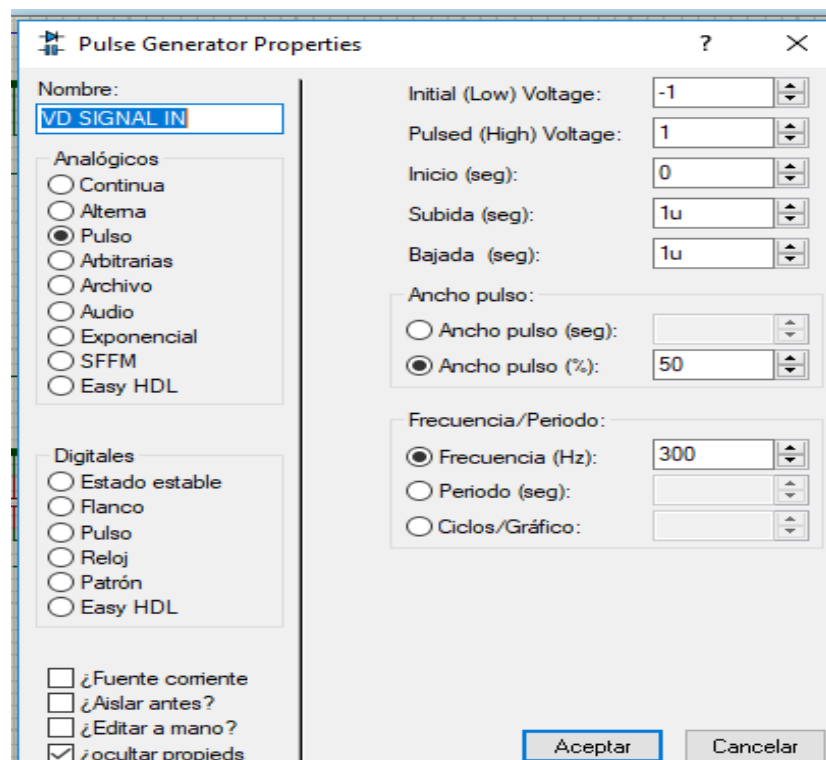 Pulse Generator Properties ? ×
Nombre:
VD SIGNAL IN
Analógicos
Continua
Alterna
Pulso
Arbitrarias
Archivo
Audio
Exponencial
SFFM
Easy HDL
Digitales
Estado estable
Flanco
Pulso
Reloj
Patrón
Easy HDL
¿Fuente corriente
¿Aislar antes?
¿Editar a mano?
¿ocultar propieds
Initial (Low) Voltage: -1
Pulsed (High) Voltage: 1
Inicio (seg): 0
Subida (seg): 1u
Bajada (seg): 1u
Ancho pulso:
Ancho pulso (seg):
Ancho pulso (%): 50
Frecuencia/Periodo:
Frecuencia (Hz): 300
Periodo (seg):
Ciclos/Gráfico:
Aceptar Cancelar